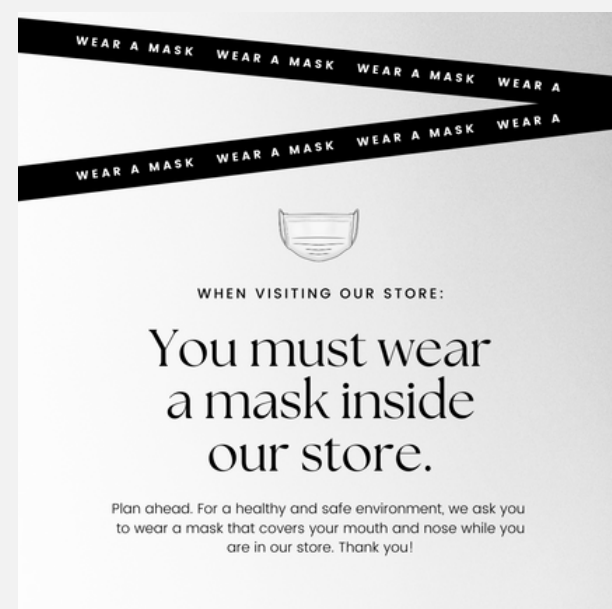 WEAR A MASK WEAR A MASK WEAR A MASK WEAR A
WEAR A MASK WEAR A MASK WEAR A MASK WEAR A
WHEN VISITING OUR STORE:
You must wear
a mask inside
our store.
Plan ahead. For a healthy and safe environment, we ask you
to wear a mask that covers your mouth and nose while you
are in our store. Thank you!